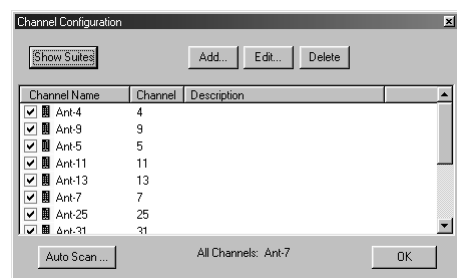 Channel Configuration
Show Suites Add... Edit... Delete
Channel Name Channel Description
Ant-4 4
Ant-9 9
Ant-5 5
Ant-11 11
Ant-13 13
Ant-7 7
Ant-25 25
Ant-31 31
Auto Scan ... All Channels: Ant-7 OK